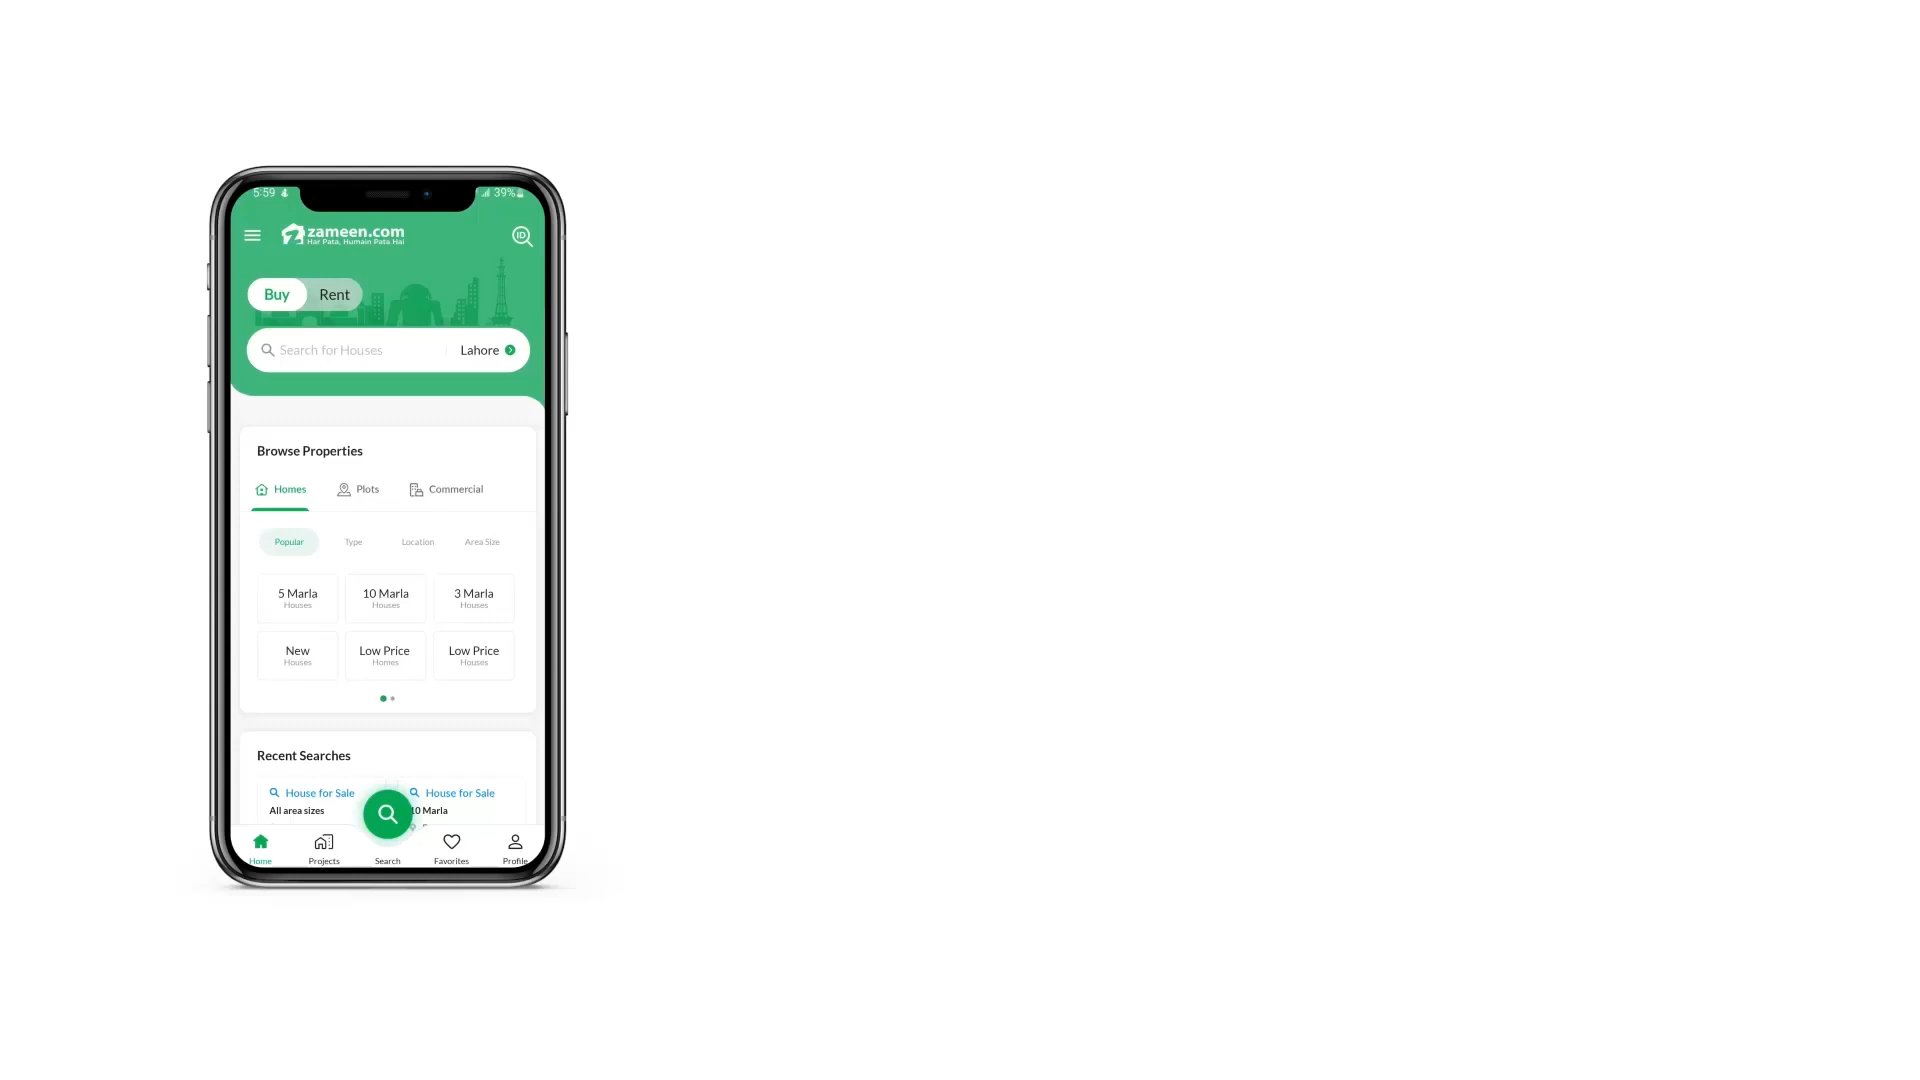 5:59
39%
zameen.com
Har Pata, Humain Pata Hai
ID
Buy Rent
Search for Houses Lahore
Browse Properties
Homes Plots Commercial
Popular Type Location Area Size
5 Marla 10 Marla 3 Marla
Houses Houses Houses
New Low Price Low Price
Houses Homes Houses
Recent Searches
House for Sale House for Sale
All area sizes 10 Marla
Home Projects Search Favorites Profile